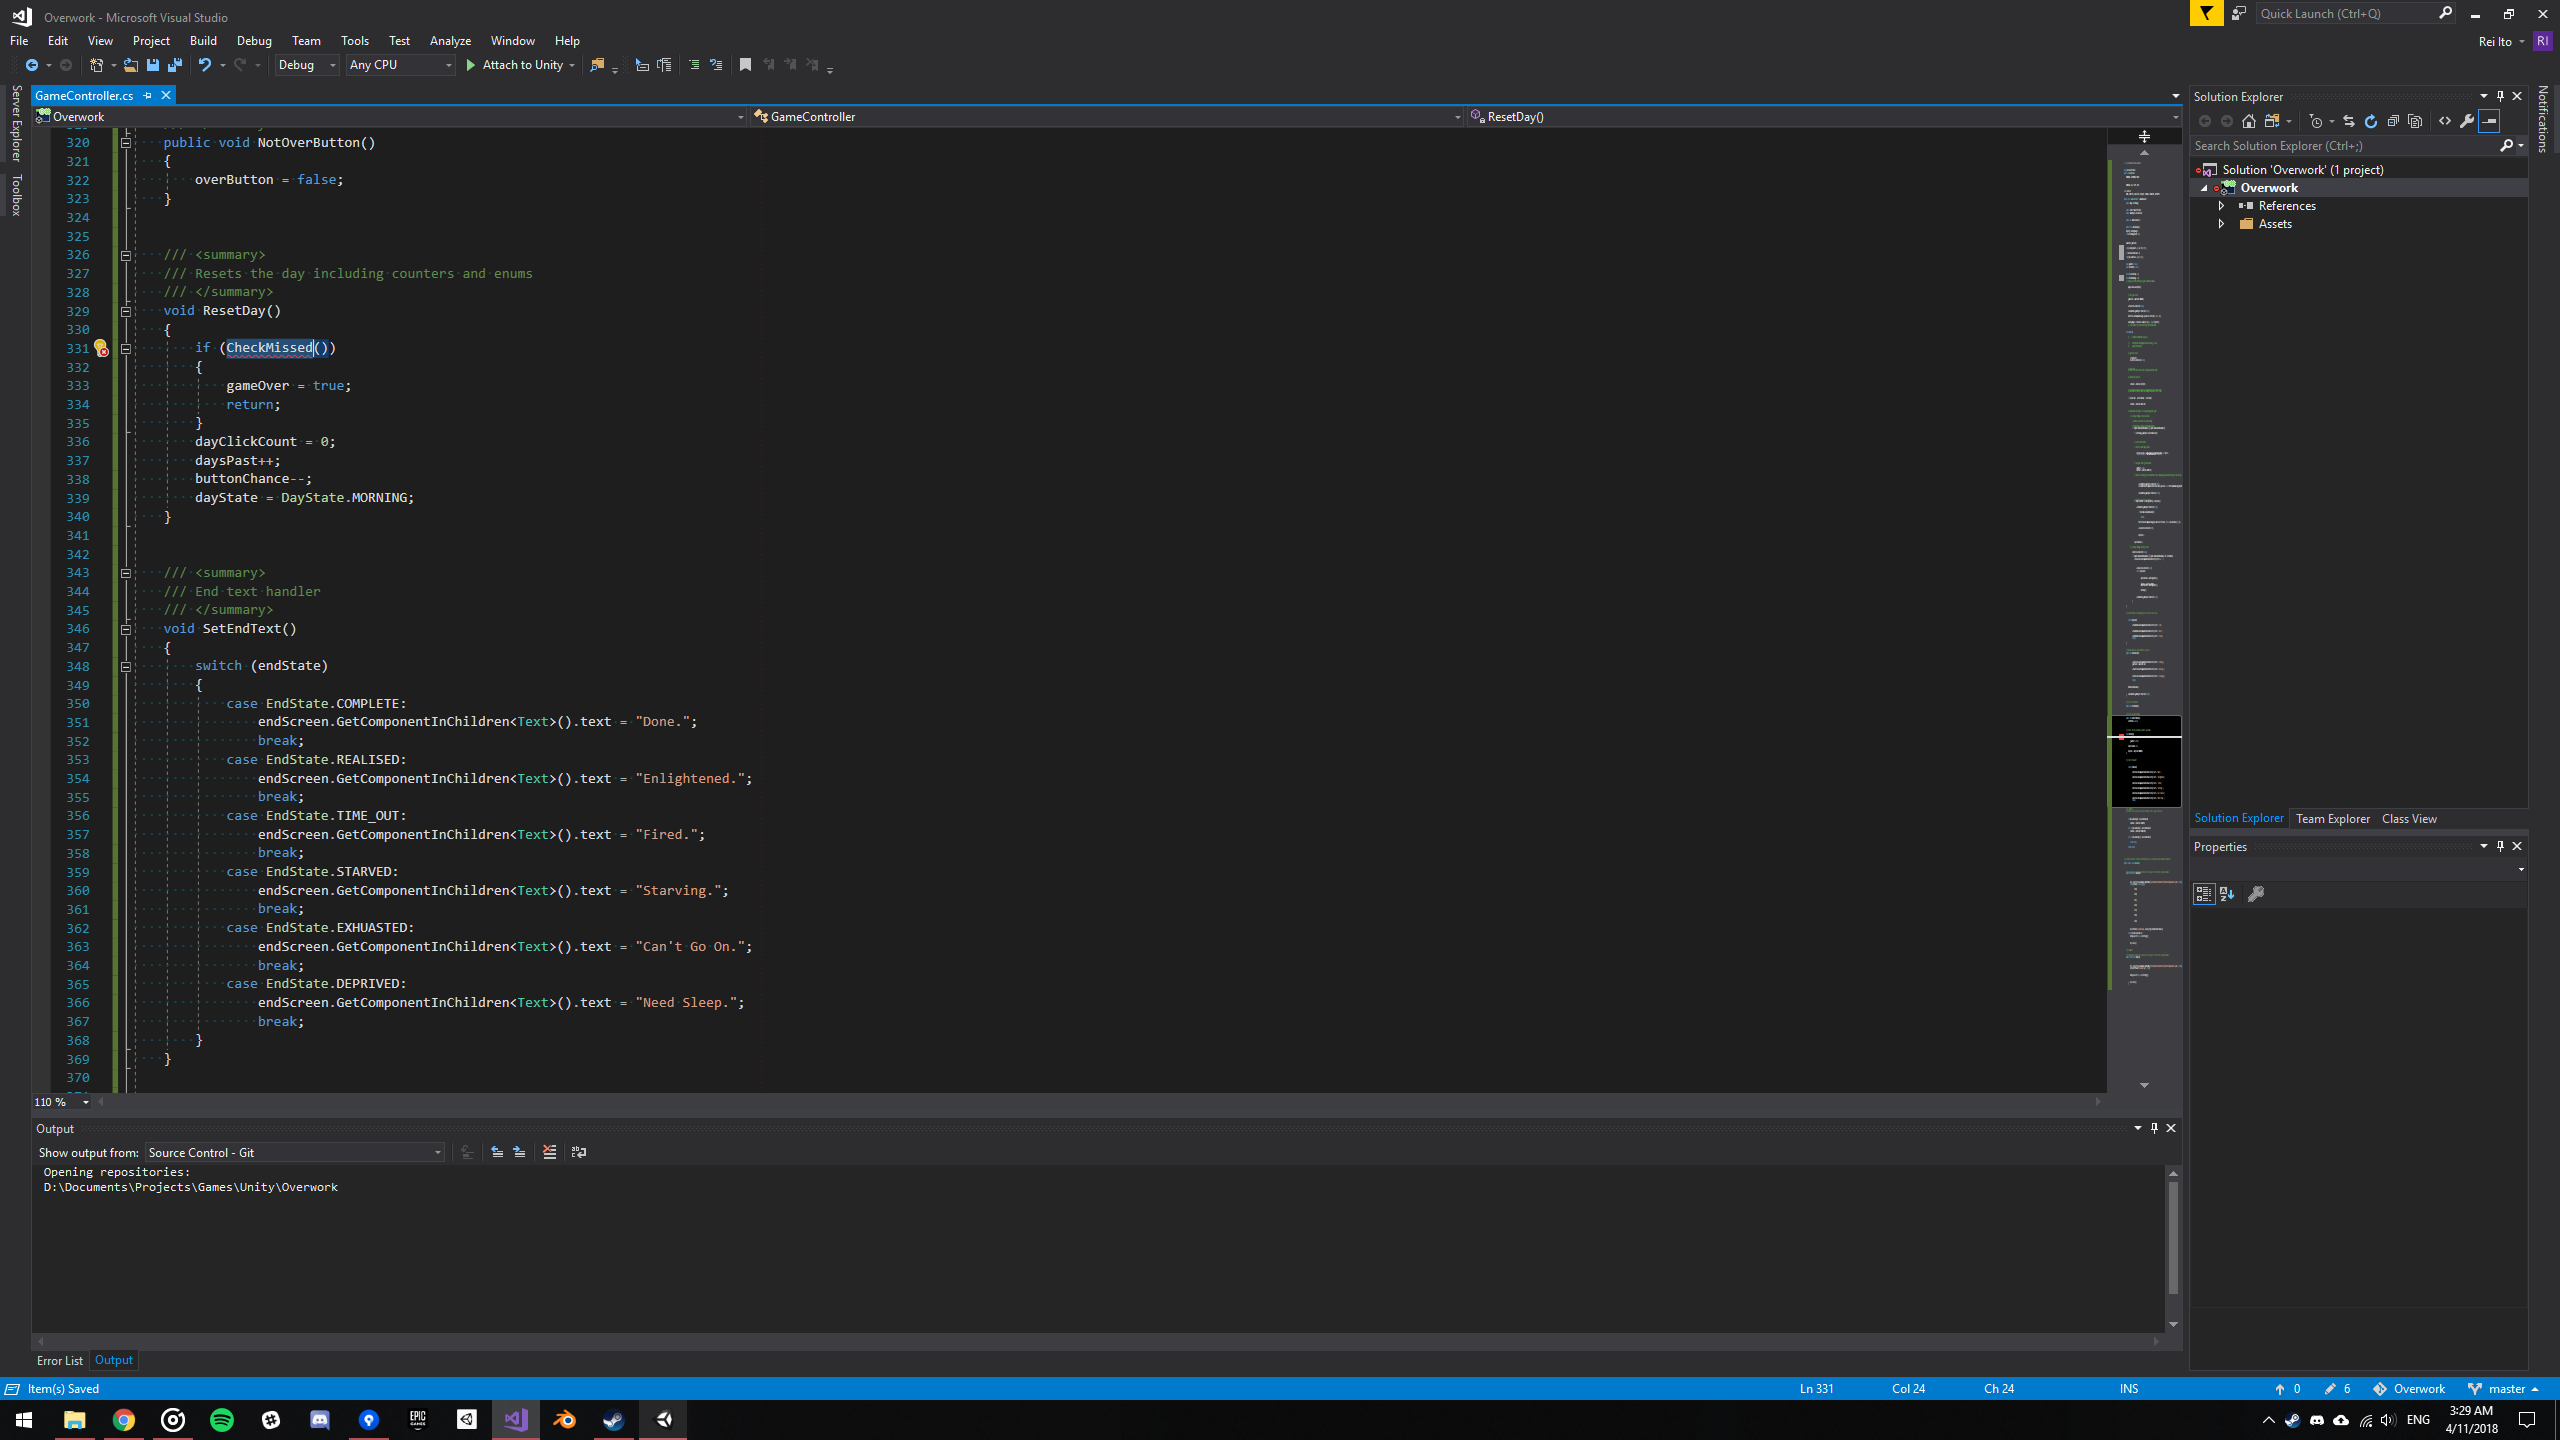 Overwork - Microsoft Visual Studio
Quick Launch (Ctrl+Q)
File Edit View Project Build Debug Team Tools Test Analyze Window Help
Rei Ito RI
Debug Any CPU Attach to Unity
Server Explorer
Toolbox
GameController.cs
Overwork GameController ResetDay()
320 public void NotOverButton()
321 {
322 overButton = false;
323 }
324
325
326 /// <summary>
327 /// Resets the day including counters and enums
328 /// </summary>
329 void ResetDay()
330 {
331 if (CheckMissed())
332 {
333 gameOver = true;
334 return;
335 }
336 dayClickCount = 0;
337 daysPast++;
338 buttonChance--;
339 dayState = DayState.MORNING;
340 }
341
342
343 /// <summary>
344 /// End text handler
345 /// </summary>
346 void SetEndText()
347 {
348 switch (endState)
349 {
350 case EndState.COMPLETE:
351 endScreen.GetComponentInChildren<Text>().text = "Done.";
352 break;
353 case EndState.REALISED:
354 endScreen.GetComponentInChildren<Text>().text = "Enlightened.";
355 break;
356 case EndState.TIME_OUT:
357 endScreen.GetComponentInChildren<Text>().text = "Fired.";
358 break;
359 case EndState.STARVED:
360 endScreen.GetComponentInChildren<Text>().text = "Starving.";
361 break;
362 case EndState.EXHUASTED:
363 endScreen.GetComponentInChildren<Text>().text = "Can't Go On.";
364 break;
365 case EndState.DEPRIVED:
366 endScreen.GetComponentInChildren<Text>().text = "Need Sleep.";
367 break;
368 }
369 }
370
110 %
Solution Explorer
Search Solution Explorer (Ctrl+;)
Solution 'Overwork' (1 project)
Overwork
References
Assets
Solution Explorer Team Explorer Class View
Properties
Notifications
Output
Show output from: Source Control - Git
Opening repositories:
D:\Documents\Projects\Games\Unity\Overwork
Error List Output
Item(s) Saved Ln 331 Col 24 Ch 24 INS 0 6 Overwork master
EPIC GAMES
ENG
3:29 AM
4/11/2018